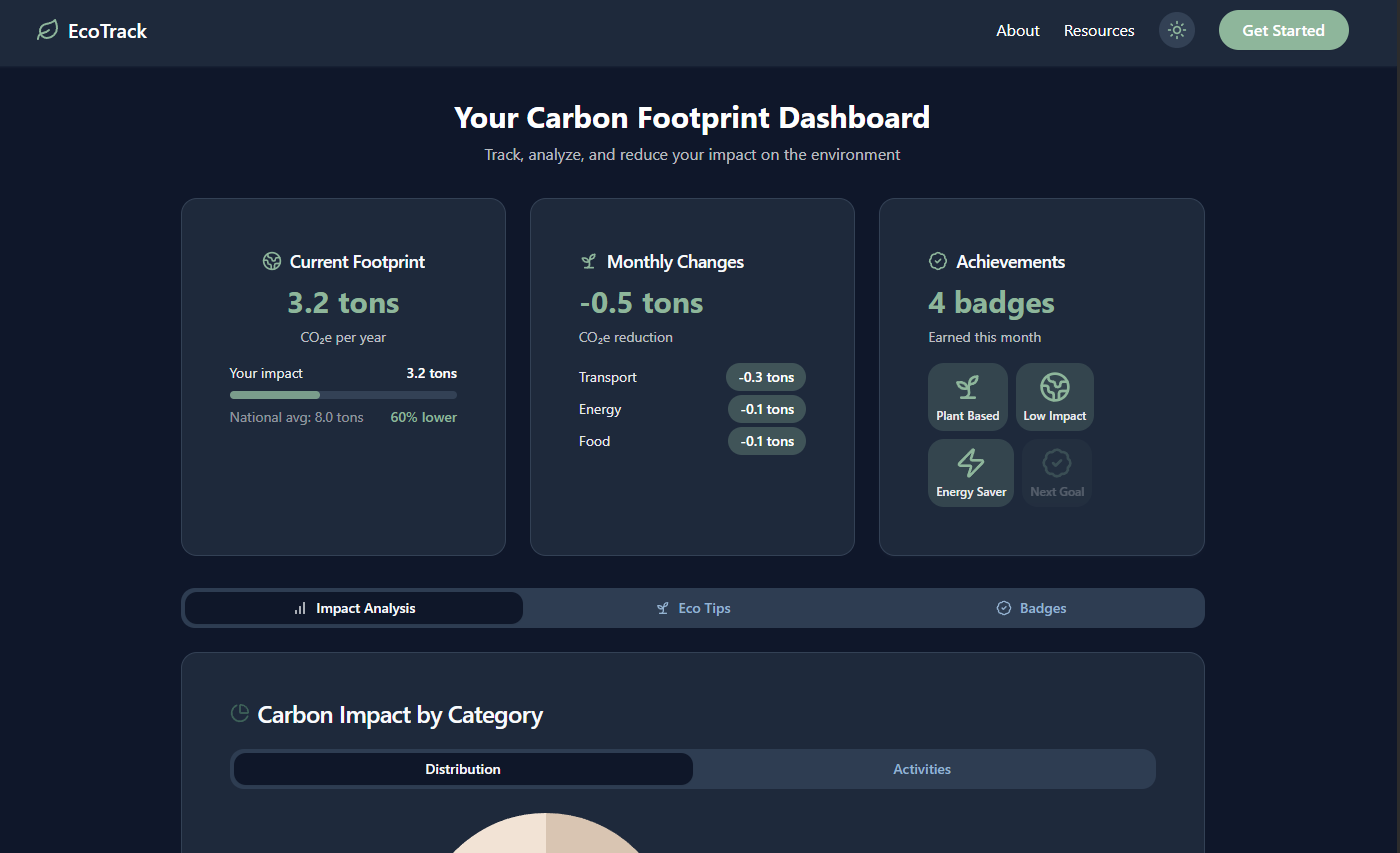 EcoTrack
About
Resources
Get Started
Your Carbon Footprint Dashboard
Track, analyze, and reduce your impact on the environment
Current Footprint
3.2 tons
CO₂e per year
Your impact 3.2 tons
National avg: 8.0 tons 60% lower
Monthly Changes
-0.5 tons
CO₂e reduction
Transport -0.3 tons
Energy -0.1 tons
Food -0.1 tons
Achievements
4 badges
Earned this month
Plant Based
Low Impact
Energy Saver
Next Goal
Impact Analysis
Eco Tips
Badges
Carbon Impact by Category
Distribution
Activities